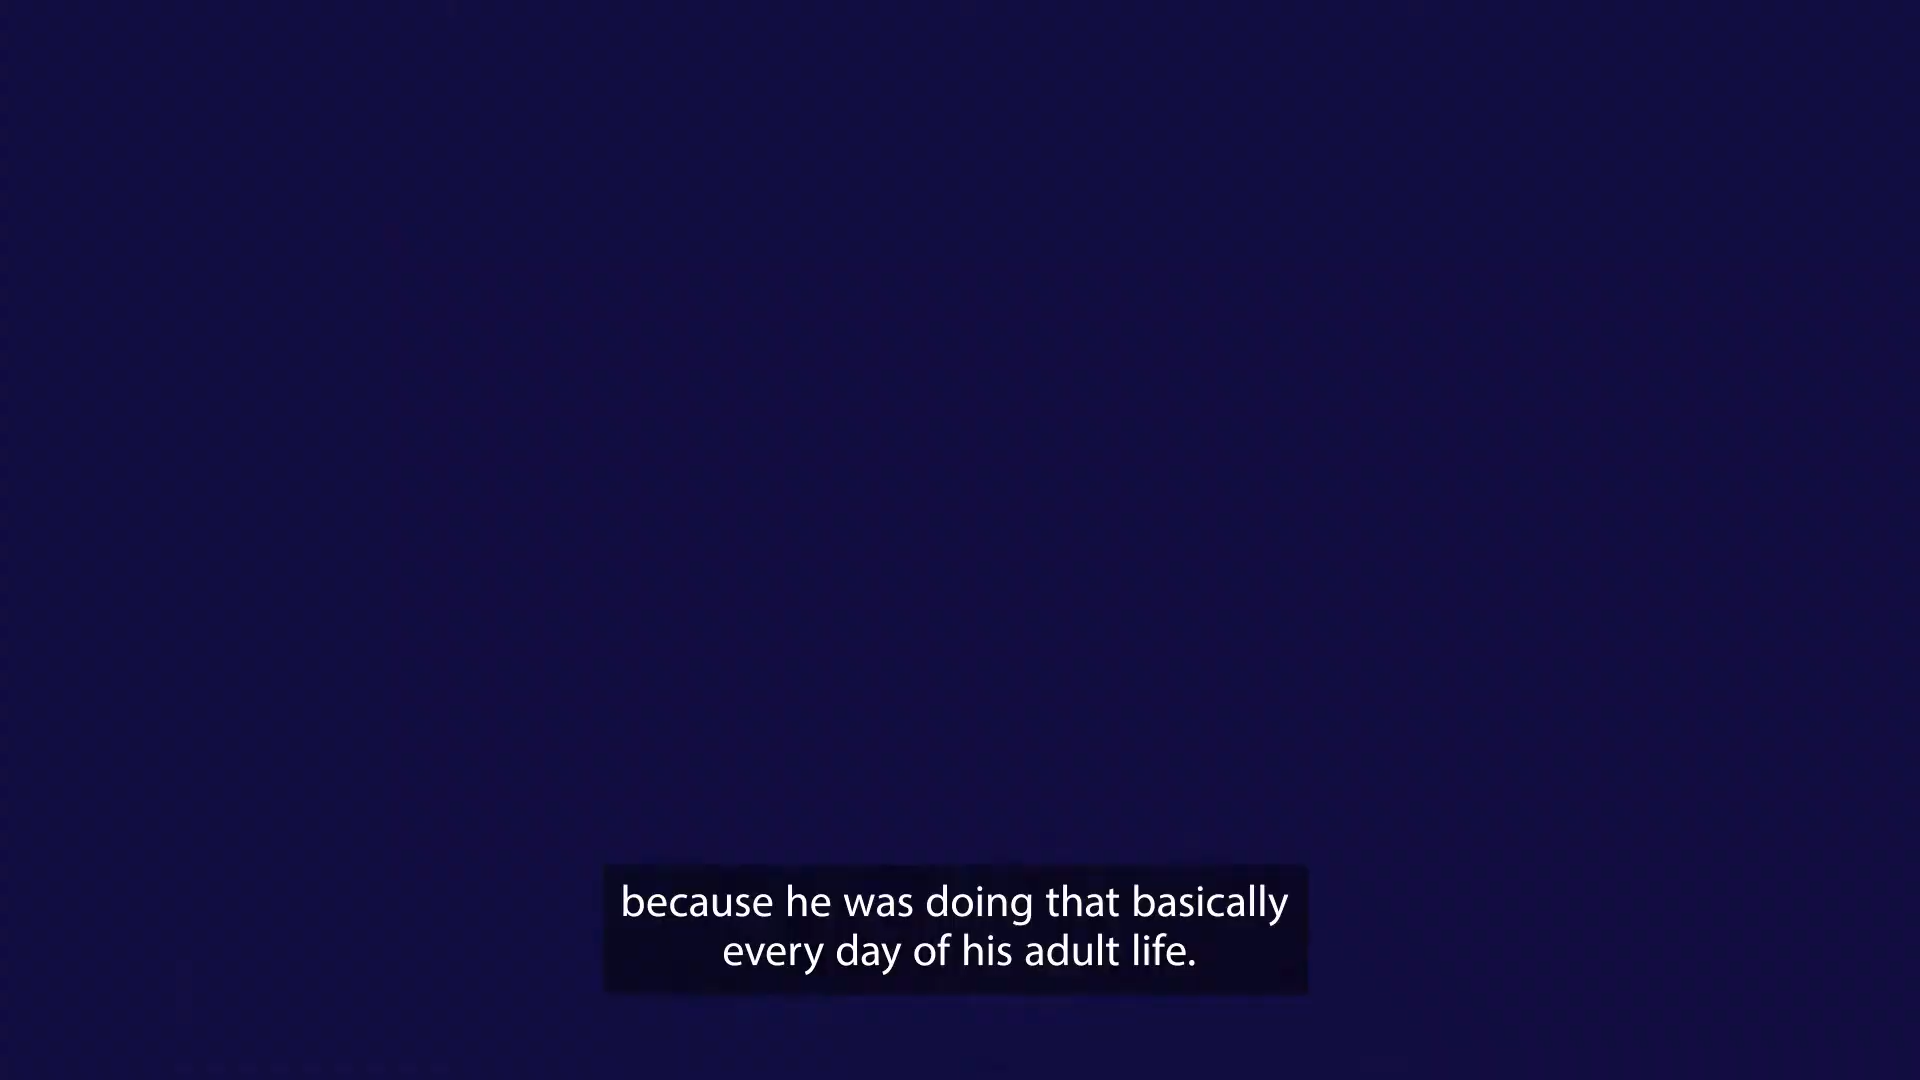 because he was doing that basically
every day of his adult life.